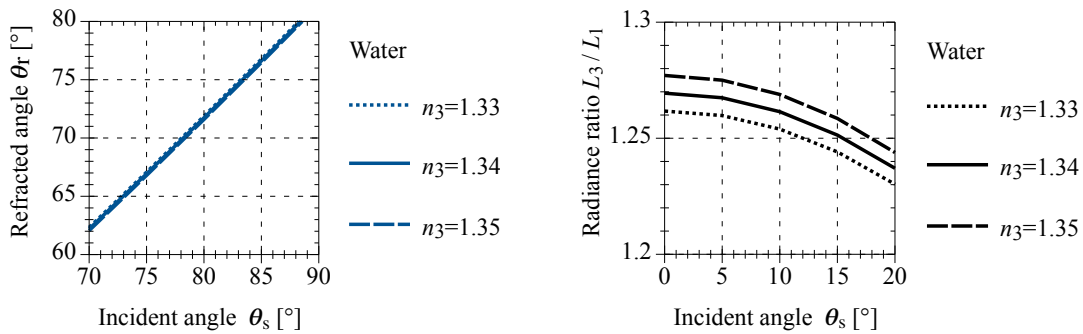 Refracted angle θr [°]
80
75
70
65
60
70 75 80 85 90
Incident angle θs [°]
Water
n3=1.33
n3=1.34
n3=1.35
Radiance ratio L3 / L1
1.3
1.25
1.2
0 5 10 15 20
Incident angle θs [°]
Water
n3=1.33
n3=1.34
n3=1.35